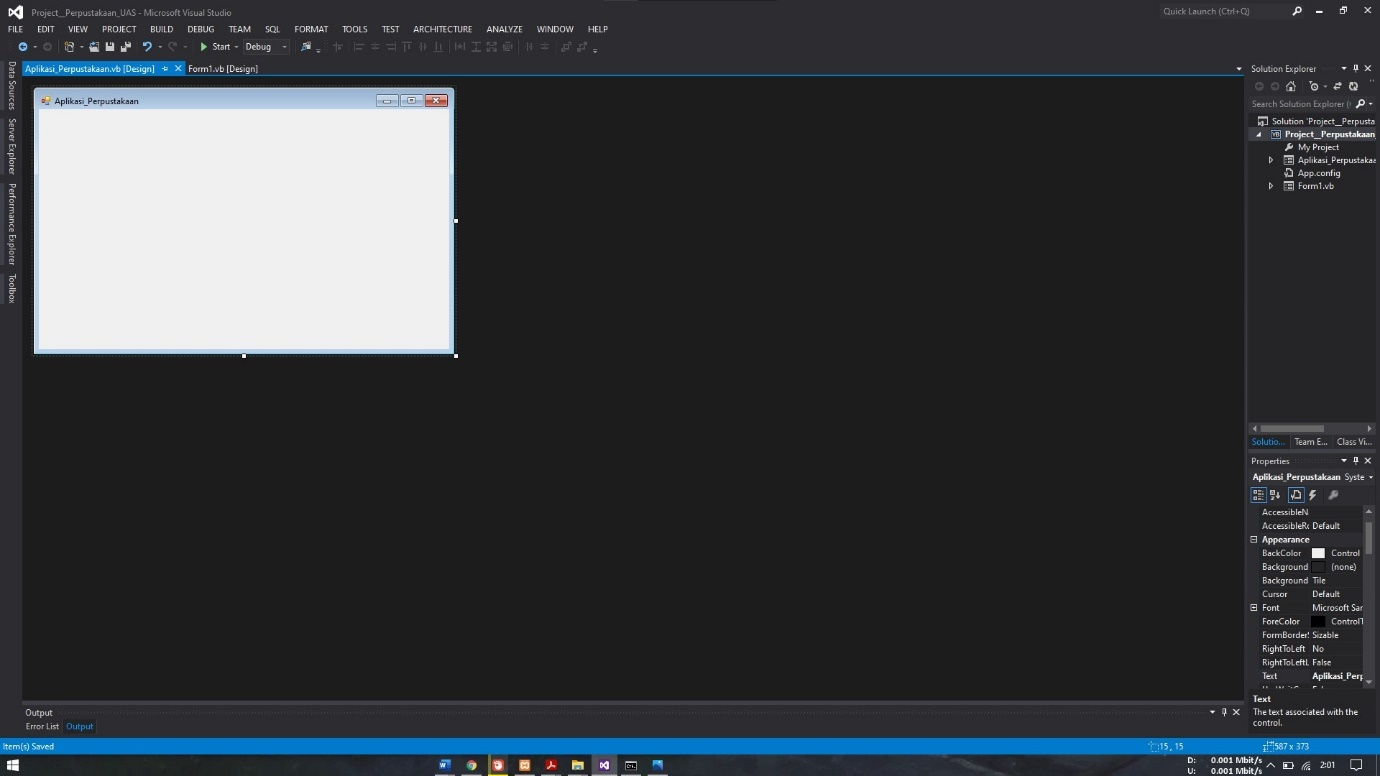 Project__Perpustakaan_UAS - Microsoft Visual Studio
Quick Launch (Ctrl+Q)
FILE EDIT VIEW PROJECT BUILD DEBUG TEAM SQL FORMAT TOOLS TEST ARCHITECTURE ANALYZE WINDOW HELP
Start Debug
Data Sources
Server Explorer
Performance Explorer
Toolbox
Aplikasi_Perpustakaan.vb [Design] Form1.vb [Design]
Aplikasi_Perpustakaan
Solution Explorer
Search Solution Explorer (
Solution 'Project__Perpusta
Project__Perpustakaan
My Project
Aplikasi_Perpustakaa
App.config
Form1.vb
Solutio... Team E... Class Vi...
Properties
Aplikasi_Perpustakaan Syste
AccessibleN
AccessibleRo Default
Appearance
BackColor Control
Background (none)
Background Tile
Cursor Default
Font Microsoft San
ForeColor ControlT
FormBorderS Sizable
RightToLeft No
RightToLeftL False
Text Aplikasi_Perp
Text
The text associated with the
control.
Output
Error List Output
Item(s) Saved
15 , 15
587 x 373
D: 0.001 Mbit/s
U: 0.001 Mbit/s
2:01